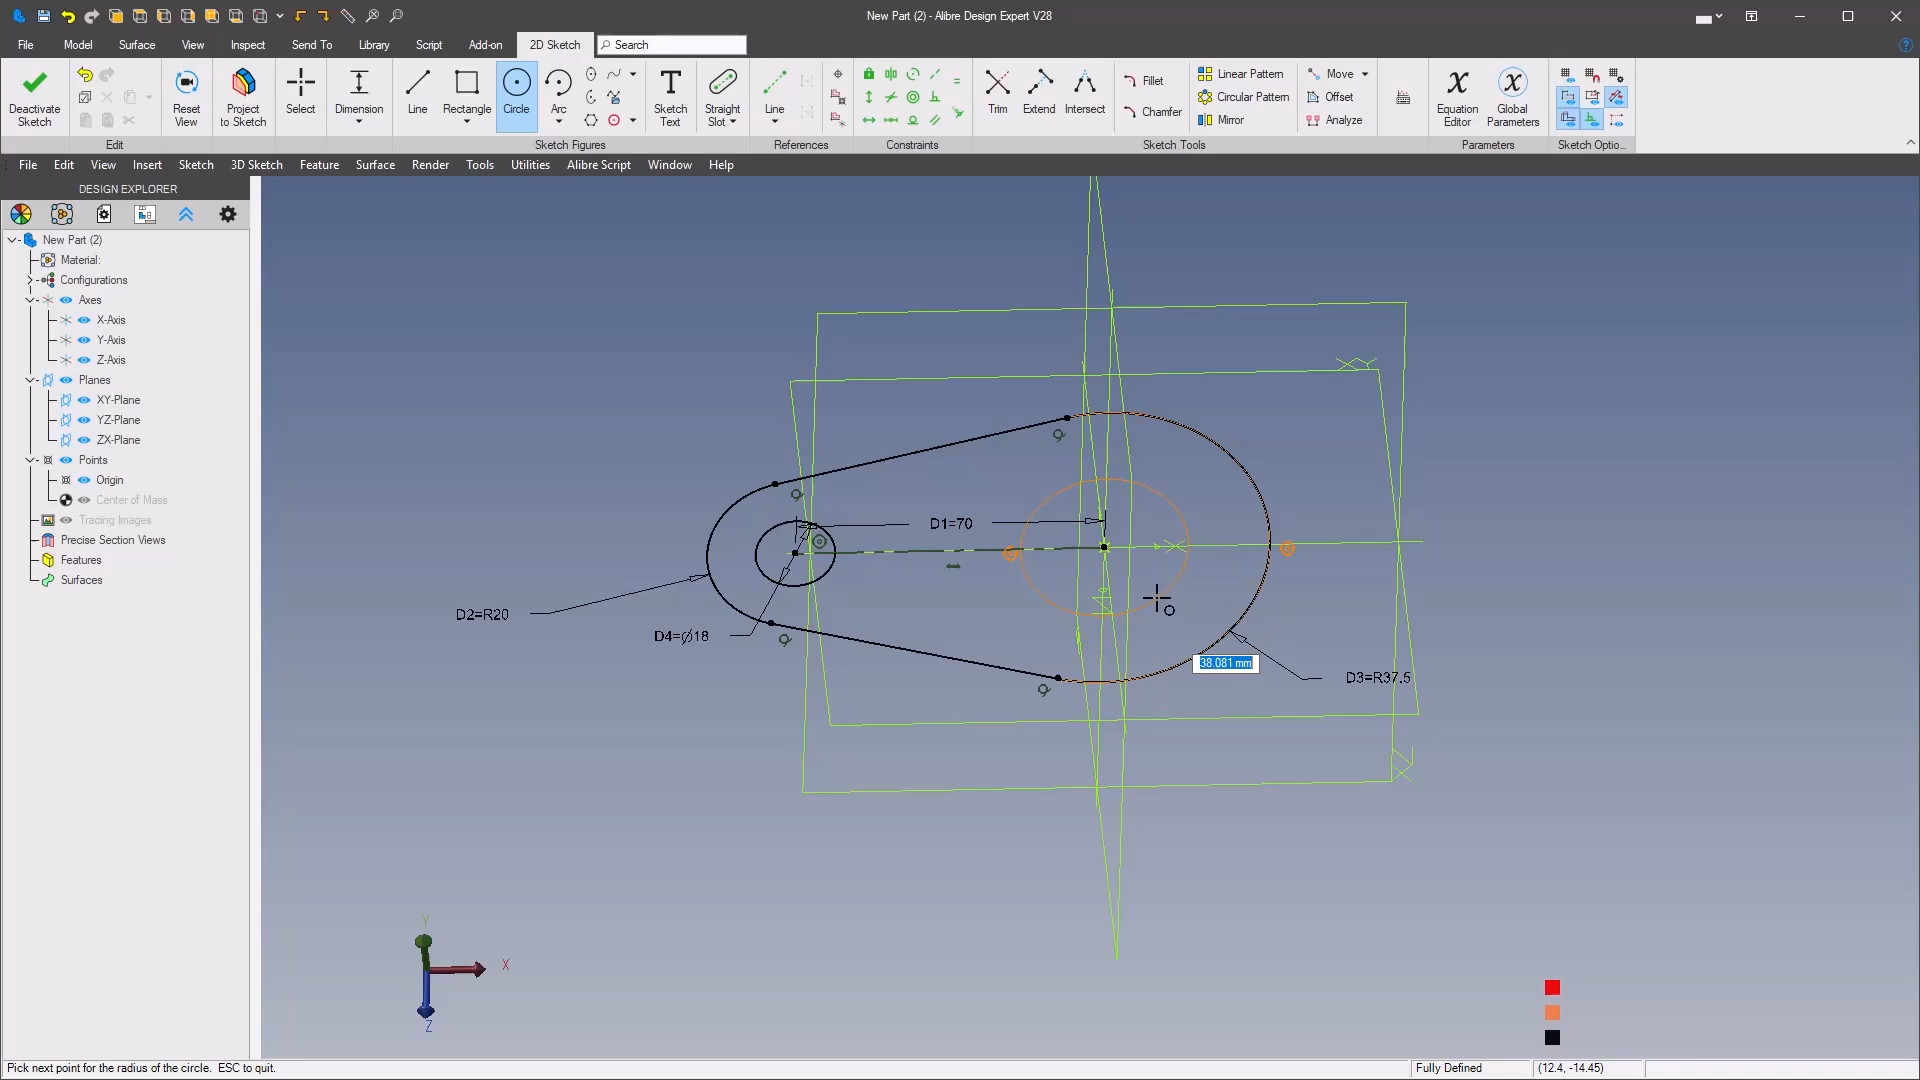 New Part (2) - Alibre Design Expert V28
File Model Surface View Inspect Send To Library Script Add-on 2D Sketch Search
Deactivate Sketch
Reset View
Project to Sketch
Select
Dimension
Line
Rectangle
Circle
Arc
Sketch Text
Straight Slot
Line
Trim
Extend
Intersect
Fillet
Chamfer
Linear Pattern
Circular Pattern
Mirror
Move
Offset
Analyze
Equation Editor
Global Parameters
Edit
Sketch Figures
References
Constraints
Sketch Tools
Parameters
Sketch Optio...
File Edit View Insert Sketch 3D Sketch Feature Surface Render Tools Utilities Alibre Script Window Help
DESIGN EXPLORER
New Part (2)
Material:
Configurations
Axes
X-Axis
Y-Axis
Z-Axis
Planes
XY-Plane
YZ-Plane
ZX-Plane
Points
Origin
Center of Mass
Tracing Images
Precise Section Views
Features
Surfaces
D1=70
D2=R20
D4=∅18
38.081 mm
D3=R37.5
Y
X
Z
Pick next point for the radius of the circle. ESC to quit.
Fully Defined
(12.4, -14.45)